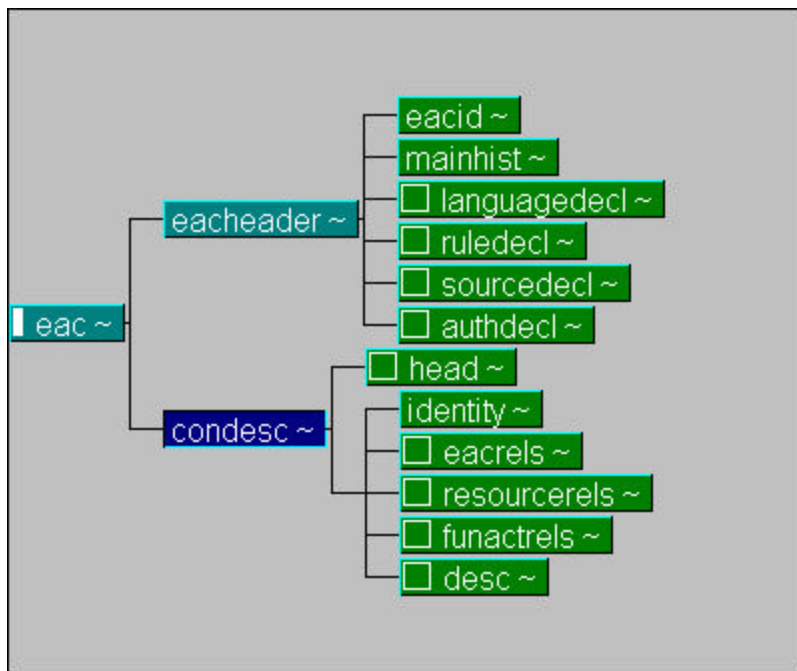 eacid ~
mainhist ~
languagedecl ~
eacheader ~
ruledecl ~
sourcedecl ~
eac ~
authdecl ~
head ~
identity ~
condesc ~
eacrels ~
resourcerels ~
funactrels ~
desc ~